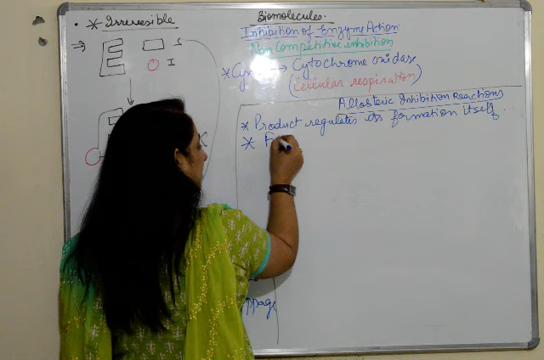 Biomolecules.
* Irreversible
Inhibition of Enzyme Action
Non Competitive inhibition
S
I
* → Cytochrome Oxidase
(Cellular respiration)
Allosteric Inhibition Reactions
* Product regulates its formation itself
* F